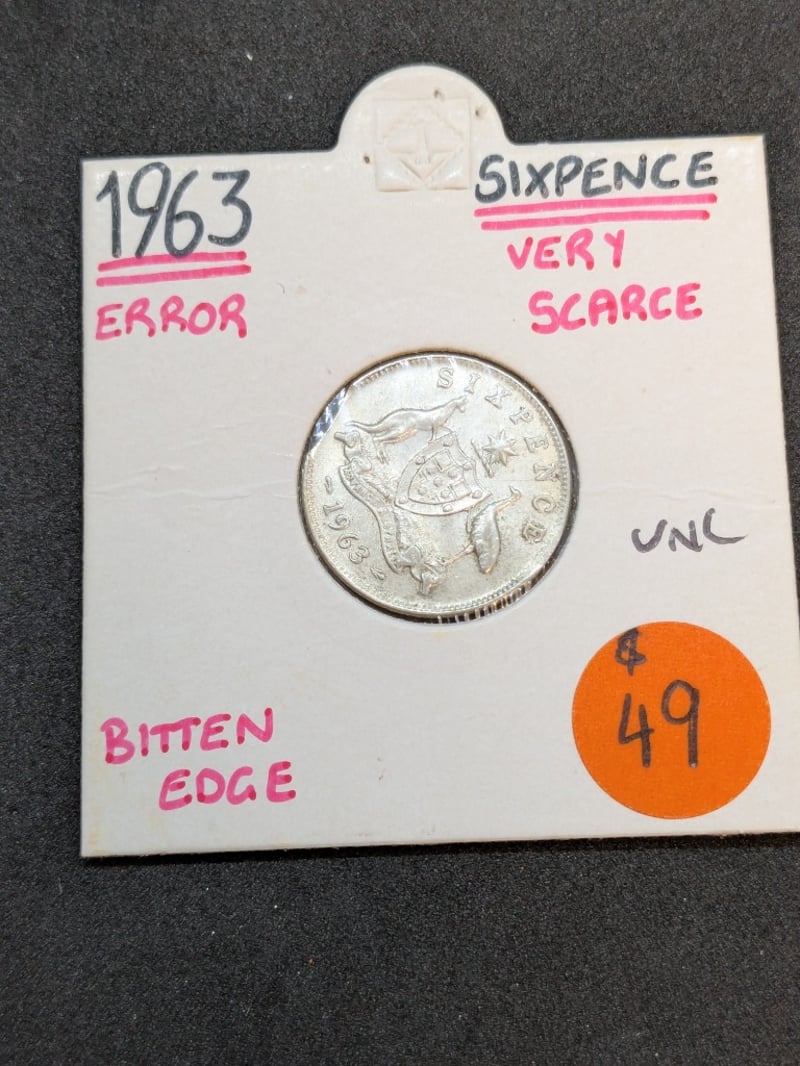 1963
ERROR
SIXPENCE
VERY
SCARCE
SIXPENCE
1963
UNC
$
49
BITTEN
EDGE